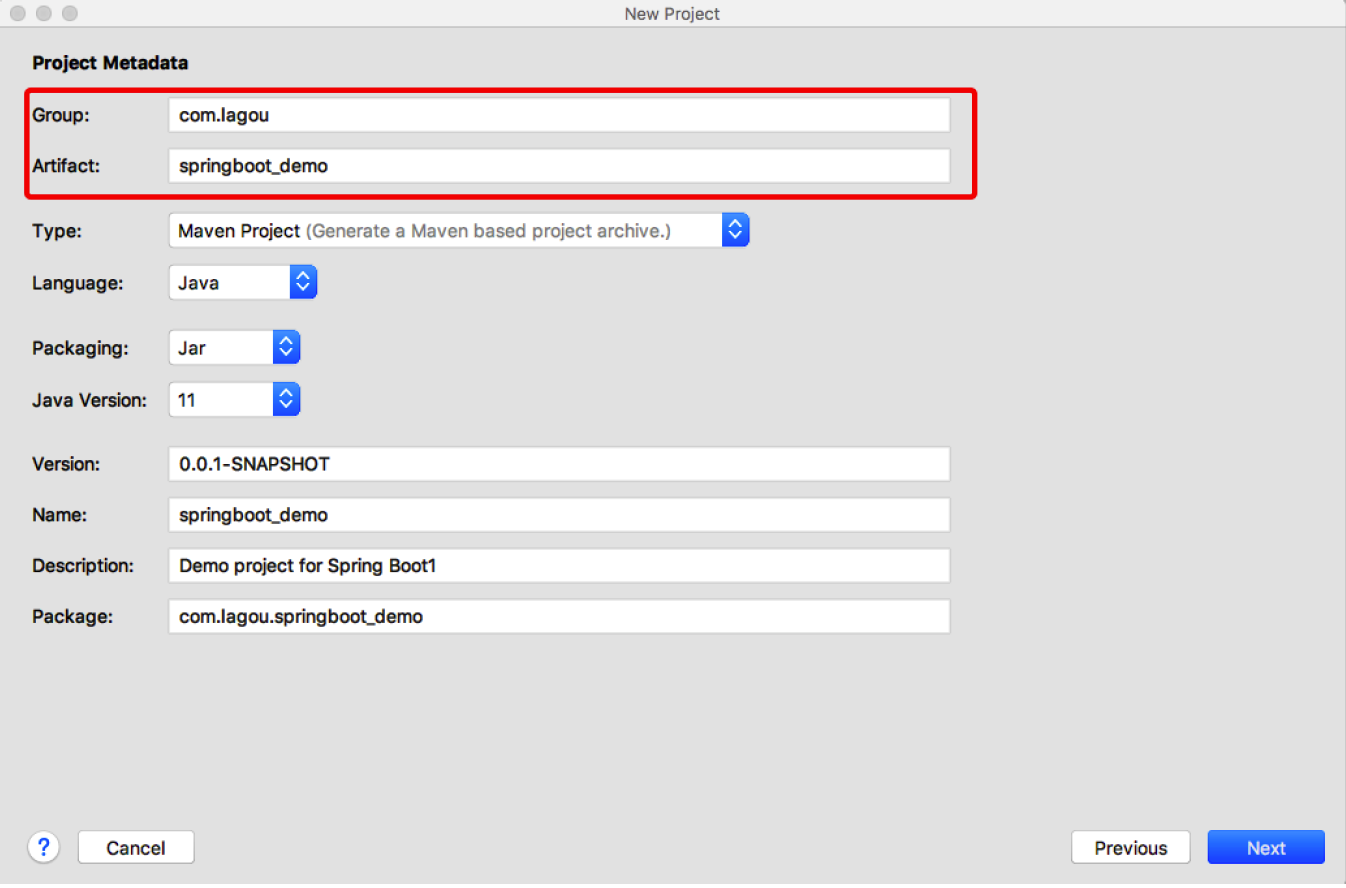 New Project
Project Metadata
Group: com.lagou
Artifact: springboot_demo
Type: Maven Project (Generate a Maven based project archive.)
Language: Java
Packaging: Jar
Java Version: 11
Version: 0.0.1-SNAPSHOT
Name: springboot_demo
Description: Demo project for Spring Boot1
Package: com.lagou.springboot_demo
? Cancel Previous Next